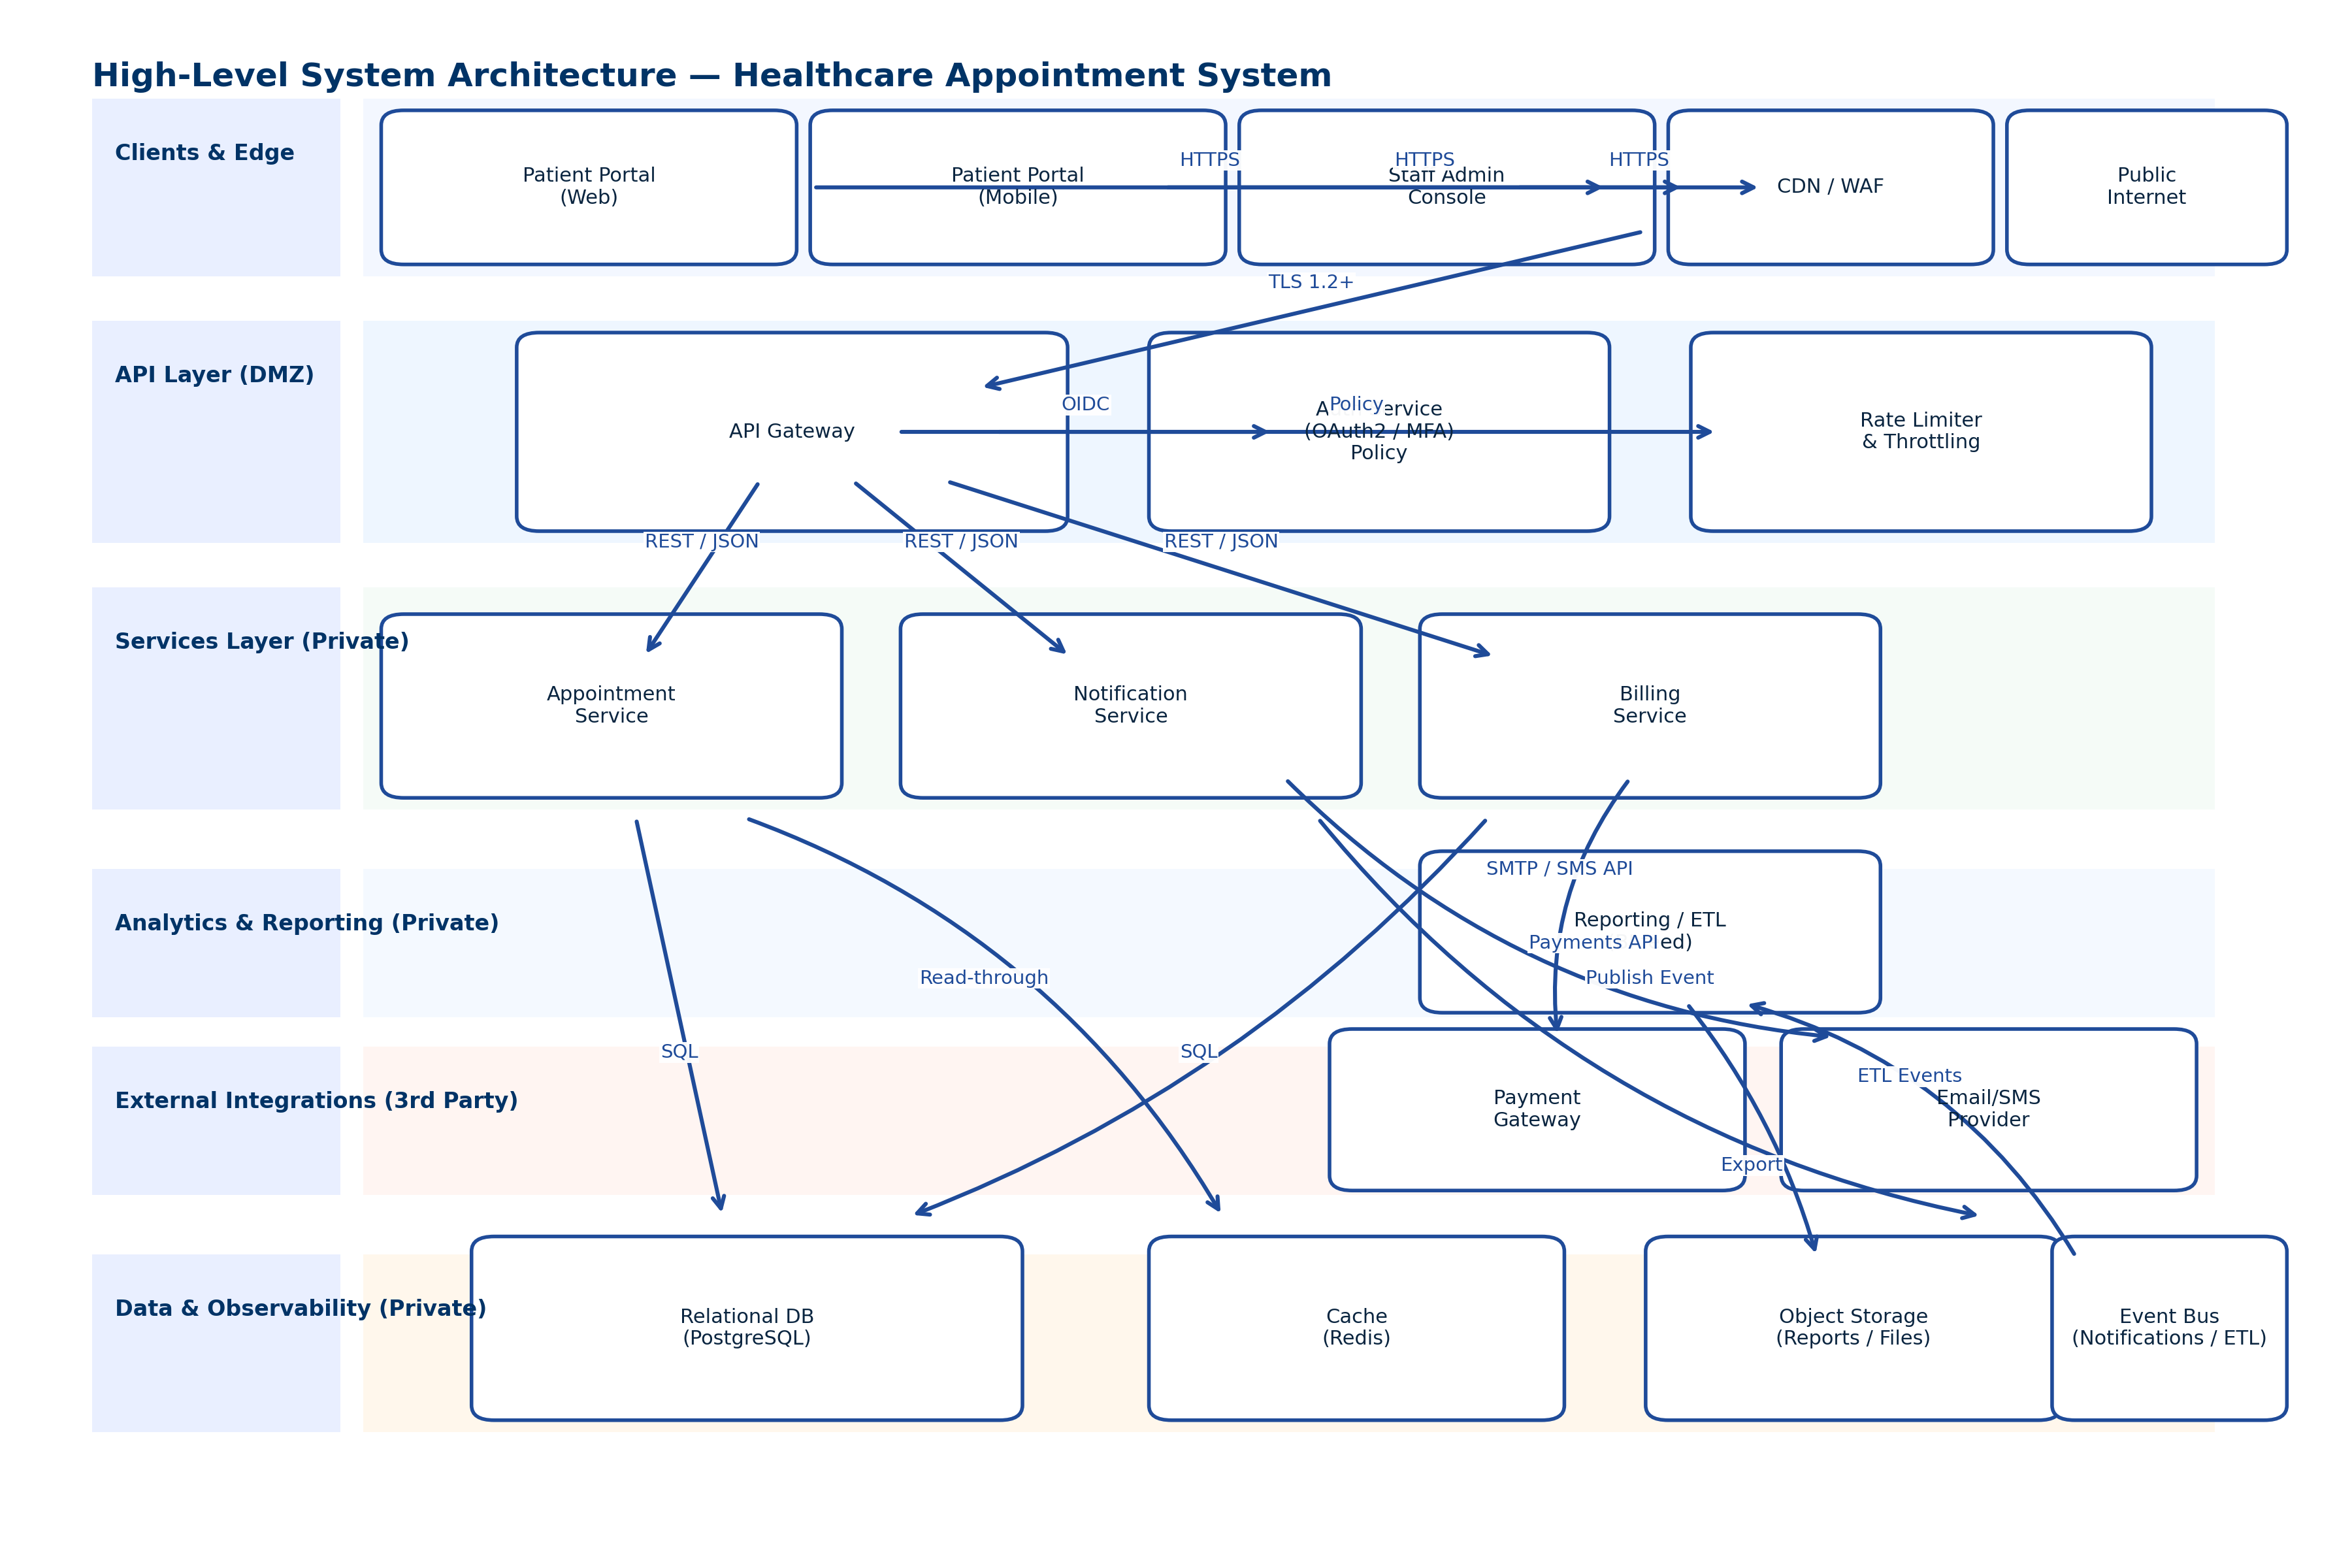 High-Level System Architecture — Healthcare Appointment System
Clients & Edge
Patient Portal
(Web)
Patient Portal
(Mobile)
HTTPS
HTTPS
Staff Admin
Console
HTTPS
CDN / WAF
Public
Internet
TLS 1.2+
API Layer (DMZ)
API Gateway
OIDC
Policy
ervice
(OAuth2 / MFA)
Policy
Rate Limiter
& Throttling
REST / JSON
REST / JSON
REST / JSON
Services Layer (Private)
Appointment
Service
Notification
Service
Billing
Service
SMTP / SMS API
Analytics & Reporting (Private)
Reporting / ETL
Payments API
ed)
Publish Event
Read-through
SQL
SQL
ETL Events
External Integrations (3rd Party)
Payment
Gateway
Email/SMS
Provider
Export
Data & Observability (Private)
Relational DB
(PostgreSQL)
Cache
(Redis)
Object Storage
(Reports / Files)
Event Bus
(Notifications / ETL)